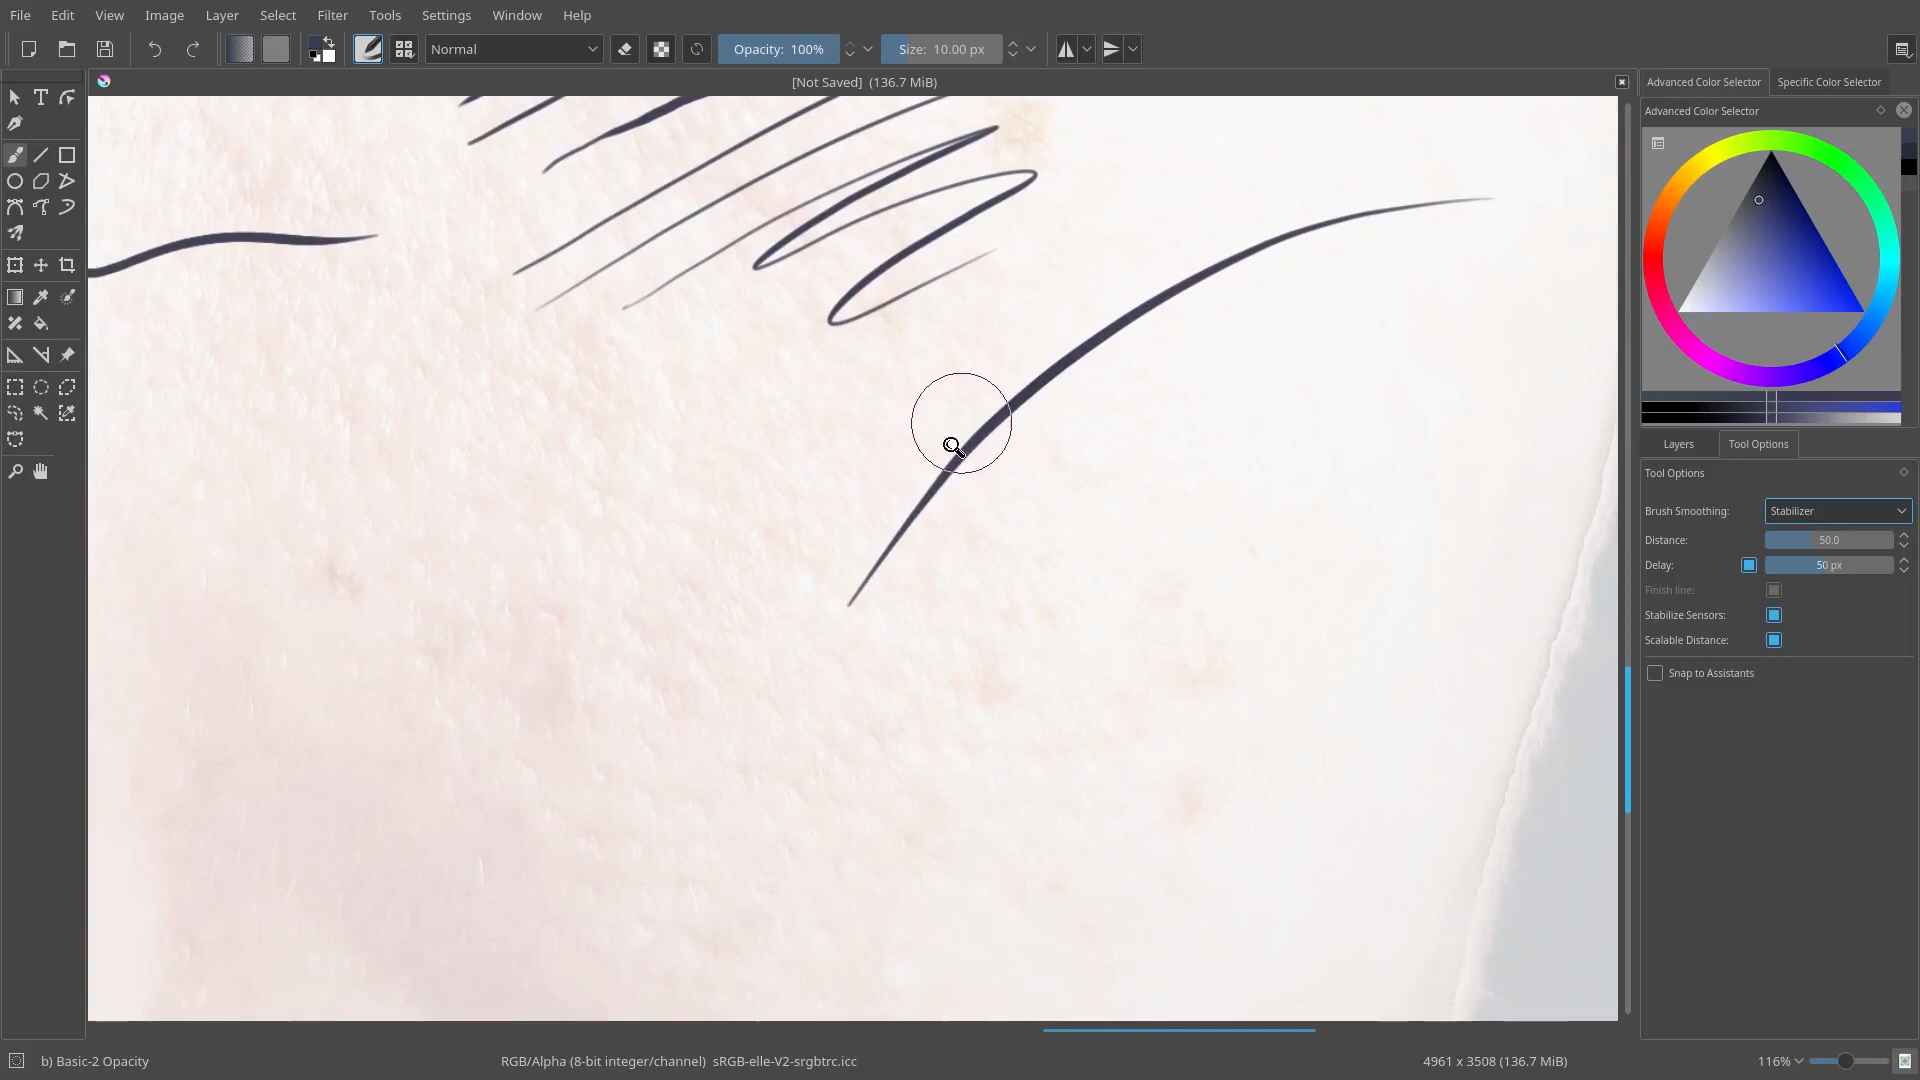 File Edit View Image Layer Select Filter Tools Settings Window Help
Normal Opacity: 100% Size: 10.00 px
[Not Saved] (136.7 MiB)
Advanced Color Selector Specific Color Selector
Advanced Color Selector
Layers Tool Options
Tool Options
Brush Smoothing: Stabilizer
Distance: 50.0
Delay: 50 px
Finish line:
Stabilize Sensors:
Scalable Distance:
Snap to Assistants
b) Basic-2 Opacity RGB/Alpha (8-bit integer/channel) sRGB-elle-V2-srgbtrc.icc 4961 x 3508 (136.7 MiB) 116%